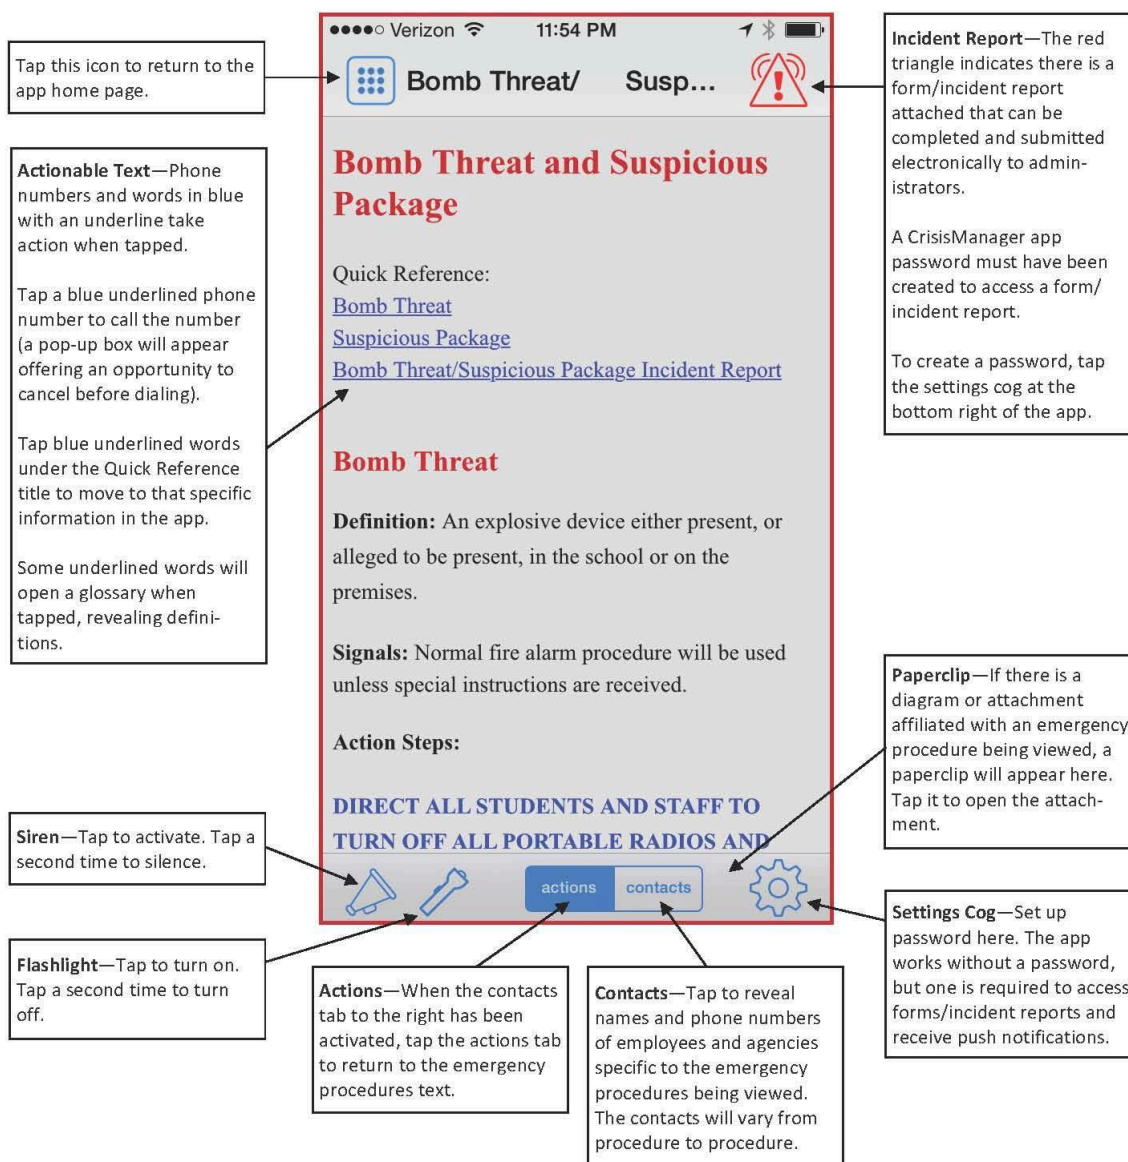 Verizon 11:54 PM
Bomb Threat/ Susp...
Tap this icon to return to the
app home page.
Actionable Text—Phone
numbers and words in blue
with an underline take
action when tapped.
Tap a blue underlined phone
number to call the number
(a pop-up box will appear
offering an opportunity to
cancel before dialing).
Tap blue underlined words
under the Quick Reference
title to move to that specific
information in the app.
Some underlined words will
open a glossary when
tapped, revealing defini-
tions.
Siren—Tap to activate. Tap a
second time to silence.
Flashlight—Tap to turn on.
Tap a second time to turn
off.
Bomb Threat and Suspicious
Package
Quick Reference:
Bomb Threat
Suspicious Package
Bomb Threat/Suspicious Package Incident Report
Bomb Threat
Definition: An explosive device either present, or
alleged to be present, in the school or on the
premises.
Signals: Normal fire alarm procedure will be used
unless special instructions are received.
Action Steps:
DIRECT ALL STUDENTS AND STAFF TO
TURN OFF ALL PORTABLE RADIOS AND
actions contacts
Actions—When the contacts
tab to the right has been
activated, tap the actions tab
to return to the emergency
procedures text.
Contacts—Tap to reveal
names and phone numbers
of employees and agencies
specific to the emergency
procedures being viewed.
The contacts will vary from
procedure to procedure.
Incident Report—The red
triangle indicates there is a
form/incident report
attached that can be
completed and submitted
electronically to admin-
istrators.
A CrisisManager app
password must have been
created to access a form/
incident report.
To create a password, tap
the settings cog at the
bottom right of the app.
Paperclip—If there is a
diagram or attachment
affiliated with an emergency
procedure being viewed, a
paperclip will appear here.
Tap it to open the attach-
ment.
Settings Cog—Set up
password here. The app
works without a password,
but one is required to access
forms/incident reports and
receive push notifications.